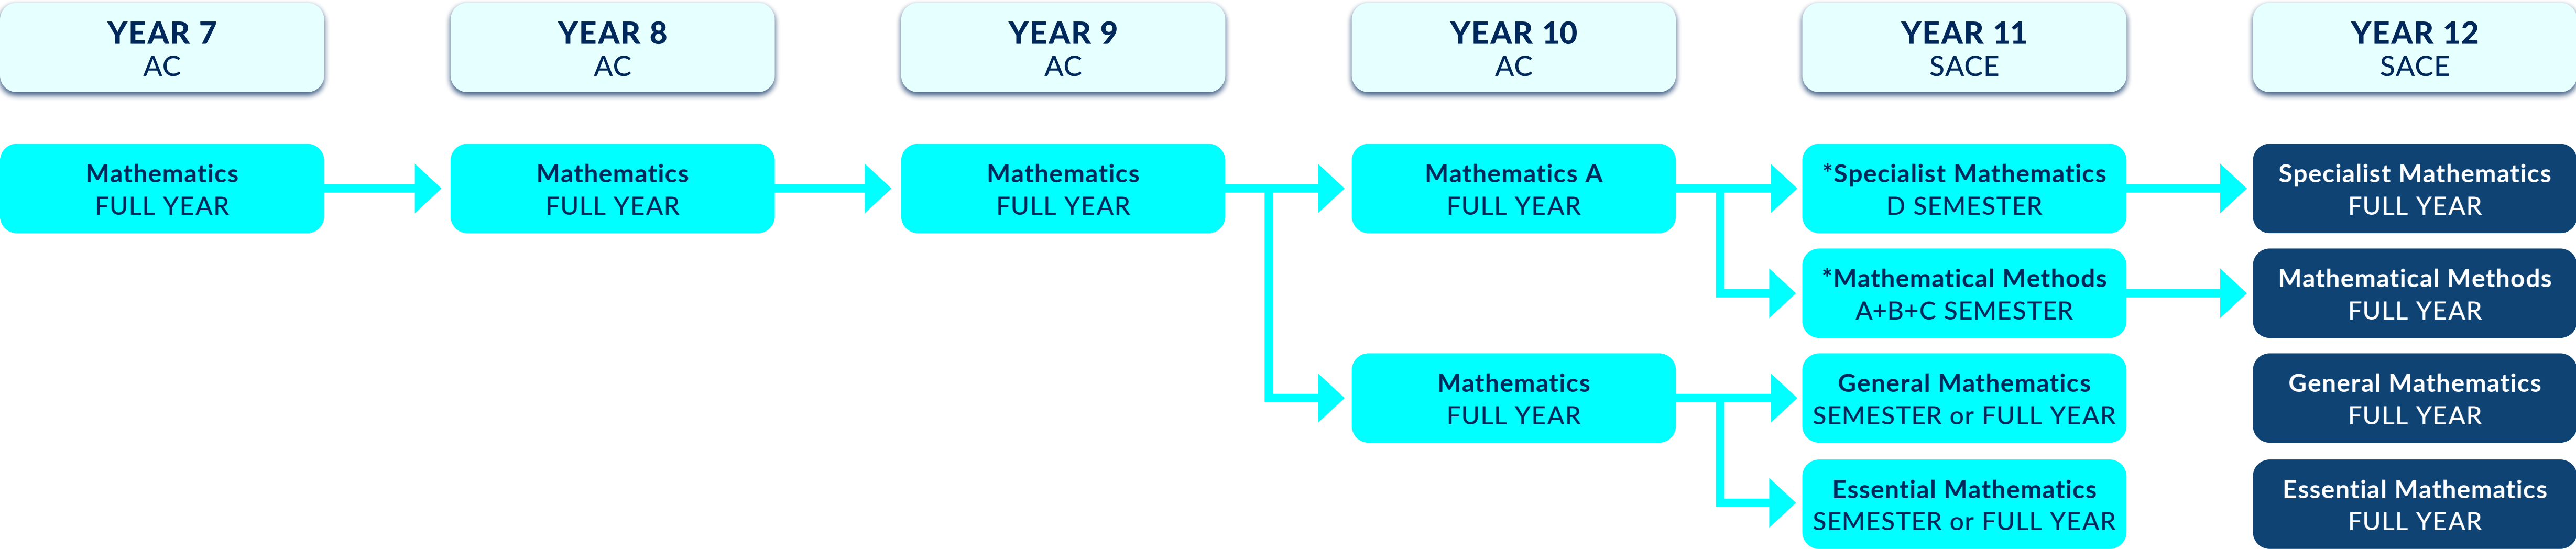 YEAR 7
AC
YEAR 8
AC
YEAR 9
AC
YEAR 10
AC
YEAR 11
SACE
YEAR 12
SACE
Mathematics
FULL YEAR
Mathematics
FULL YEAR
Mathematics
FULL YEAR
Mathematics A
FULL YEAR
*Specialist Mathematics
D SEMESTER
Specialist Mathematics
FULL YEAR
*Mathematical Methods
A+B+C SEMESTER
Mathematical Methods
FULL YEAR
Mathematics
FULL YEAR
General Mathematics
SEMESTER or FULL YEAR
General Mathematics
FULL YEAR
Essential Mathematics
SEMESTER or FULL YEAR
Essential Mathematics
FULL YEAR